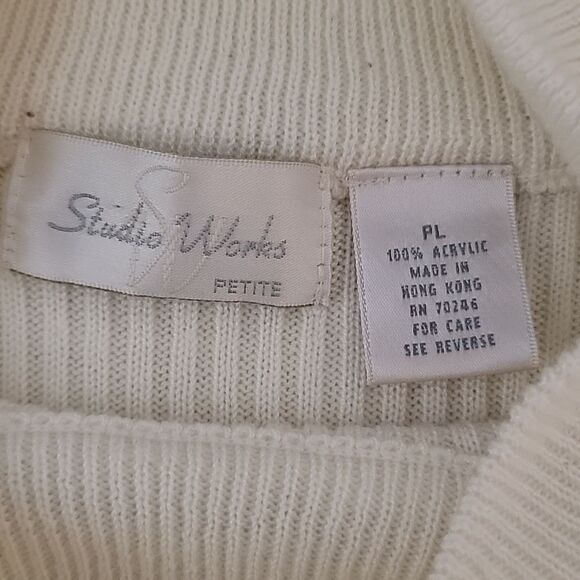 Studio Works
PETITE
PL
100% ACRYLIC
MADE IN
HONG KONG
RN 70246
FOR CARE
SEE REVERSE